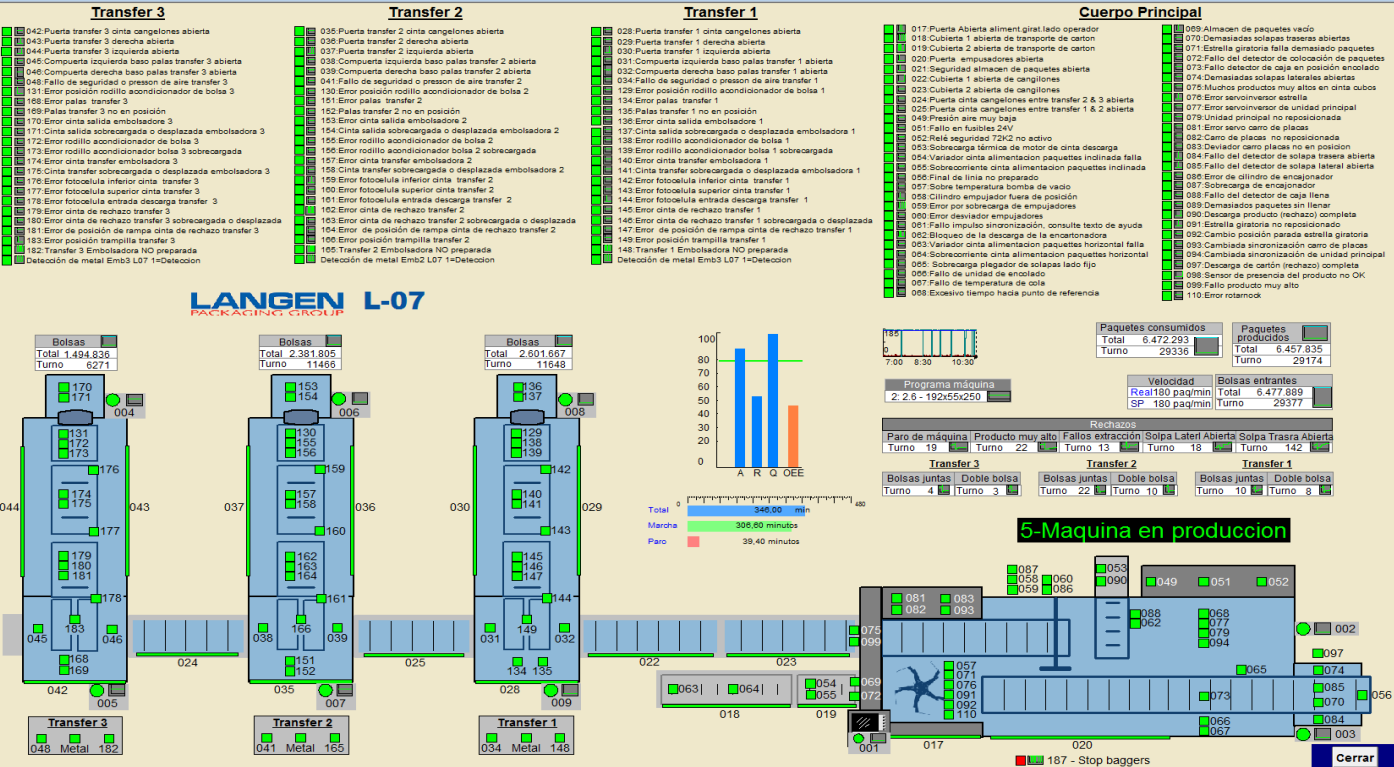 Transfer 3
042:Puerta transfer 3 cinta cangelones abierta
043:Puerta transfer 3 derecha abierta
044:Puerta transfer 3 izquierda abierta
045:Compuerta izquierda base palas transfer 3 abierta
046:Compuerta derecha base palas transfer 3 abierta
048:Fallo de seguridad o presson de aire transfer 3
131:Error posición rodillo acondicionador de bolsa 3
168:Error palas transfer 3
169:Palas transfer 3 no en posición
170:Error cinta salida embolsadore 3
171:Cinta salida sobrecargada o desplazada embolsadora 3
172:Error rodillo acondicionador de bolsa 3
173:Error rodillo acondicionador bolsa 3 sobrecargada
174:Error cinta transfer embolsadora 3
175:Cinta transfer sobrecargada o desplazada embolsadora 3
176:Error fotocelula inferior cinta transfer 3
177:Error fotocelula superior cinta transfer 3
178:Error fotocelula entrada descarga transfer 3
179:Error cinta de rechazo transfer 3
180:Error cinta de rechazo transfer 3 sobrecargada o desplazada
181:Error de posición de rampa cinta de rechazo transfer 3
183:Error posición trampilla transfer 3
182:Transfer 3 Embolsadora NO preparada
Detección de metal Emb3 L07 1=Deteccion
Transfer 2
035:Puerta transfer 2 cinta cangelones abierta
036:Puerta transfer 2 derecha abierta
037:Puerta transfer 2 izquierda abierta
038:Compuerta izquierda base palas transfer 2 abierta
039:Compuerta derecha base palas transfer 2 abierta
041:Fallo de seguridad o presson de aire transfer 2
130:Error posición rodillo acondicionador de bolsa 2
151:Error palas transfer 2
152:Palas transfer 2 no en posición
153:Error cinta salida embolsadore 2
154:Cinta salida sobrecargada o desplazada embolsadora 2
155:Error rodillo acondicionador de bolsa 2
156:Error rodillo acondicionador bolsa 2 sobrecargada
157:Error cinta transfer embolsadora 2
158:Cinta transfer sobrecargada o desplazada embolsadora 2
159:Error fotocelula inferior cinta transfer 2
160:Error fotocelula superior cinta transfer 2
161:Error fotocelula entrada descarga transfer 2
162:Error cinta de rechazo transfer 2
163:Error cinta de rechazo transfer 2 sobrecargada o desplazada
164:Error de posición de rampa cinta de rechazo transfer 2
166:Error posición trampilla transfer 2
165:Transfer 2 Embolsadora NO preparada
Detección de metal Emb2 L07 1=Deteccion
Transfer 1
028:Puerta transfer 1 cinta cangelones abierta
029:Puerta transfer 1 derecha abierta
030:Puerta transfer 1 izquierda abierta
031:Compuerta izquierda base palas transfer 1 abierta
032:Compuerta derecha base palas transfer 1 abierta
034:Fallo de seguridad o presson de aire transfer 1
129:Error posición rodillo acondicionador de bolsa 1
134:Error palas transfer 1
135:Palas transfer 1 no en posición
136:Error cinta salida embolsadore 1
137:Cinta salida sobrecargada o desplazada embolsadora 1
138:Error rodillo acondicionador de bolsa 1
139:Error rodillo acondicionador bolsa 1 sobrecargada
140:Error cinta transfer embolsadora 1
141:Cinta transfer sobrecargada o desplazada embolsadora 1
142:Error fotocelula inferior cinta transfer 1
143:Error fotocelula superior cinta transfer 1
144:Error fotocelula entrada descarga transfer 1
145:Error cinta de rechazo transfer 1
146:Error cinta de rechazo transfer 1 sobrecargada o desplazada
147:Error de posición de rampa cinta de rechazo transfer 1
149:Error posición trampilla transfer 1
148:Transfer 1 Embolsadora NO preparada
Detección de metal Emb3 L07 1=Deteccion
Cuerpo Principal
017:Puerta Abierta aliment.girat.lado operador
018:Cubierta 1 abierta de transporte de carton
019:Cubierta 2 abierta de transporte de carton
020:Puerta empusadores abierta
021:Seguridad almacen de paquetes abierta
022:Cubierta 1 abierta de cangilones
023:Cubierta 2 abierta de cangilones
024:Puerta cinta cangelones entre transfer 2 & 3 abierta
025:Puerta cinta cangelones entre transfer 1 & 2 abierta
049:Presión aire muy baja
051:Fallo en fusibles 24V
052:Relé seguridad 72K2 no activo
053:Sobrecarga térmica de motor de cinta descarga
054:Variador cinta alimentacion paquettes inclinada falla
055:Sobrecorriente cinta alimentacion paquettes inclinada
056:Final de linia no preparado
057:Sobre temperatura bomba de vacio
058:Cilindro empujador fuera de posición
059:Error por sobrecarga de empujadores
060:Error desviador empujadores
061:Fallo impulso sincronización, consulte texto de ayuda
062:Bloqueo de la descarga de la encartonadora
063:Variador cinta alimentacion paquettes horizontal falla
064:Sobrecorriente cinta alimentacion paquettes horizontal
065: Sobrecarga plegador de solapas lado fijo
066:Fallo de unidad de encolado
067:Fallo de temperatura de cola
068:Excesivo tiempo hacia punto de referencia
069:Almacen de paquetes vacío
070:Demasiadas solapas traseras abiertas
071:Estrella giratoria falla demasiado paquetes
072:Fallo del detector de colocación de paquetes
073:Fallo detector de caja en posición encolado
074:Demasiadas solapas laterales abiertas
075:Muchos productos muy altos en cinta cubos
076:Error servoinversor estrella
077:Error servoinversor de unidad principal
079:Unidad principal no reposicionada
081:Error servo carro de placas
082:Carro de placas no reposicionada
083:Deviador carro placas no en posicion
084:Fallo del detector de solapa trasera abierta
085:Fallo del detector de solapa lateral abierta
086:Error de cilindro de encajonador
087:Sobrecarga de encajonador
088:Fallo del detector de caja llena
089:Demasiados paquetes sin llenar
090:Descarga producto (rechazo) completa
091:Estrella giratoria no reposicionado
092:Cambio posición parada estrella giratoria
093:Cambiada sincronización carro de placas
094:Cambiada sincronización de unidad principal
097:Descarga de cartón (rechazo) completa
098:Sensor de presencia del producto no OK
099:Fallo producto muy alto
110:Error rotarnock
LANGEN L-07
PACKAGING GROUP
Bolsas
Total 1.494.836
Turno 6271
Bolsas
Total 2.381.805
Turno 11466
Bolsas
Total 2.601.667
Turno 11648
100
80
70
60
50
40
30
20
0
A R Q OEE
185
0
7:00 8:30 10:30
Paquetes consumidos
Total 6.472.293
Turno 29336
Paquetes producidos
Total 6.457.835
Turno 29174
Programa máquina
2: 2.6 - 192x55x250
Velocidad
Real 180 paq/min
SP 180 paq/min
Bolsas entrantes
Total 6.477.889
Turno 29377
Rechazos
Paro de máquina Producto muy alto Fallos extracción Solpa Laterl Abierta Solpa Trasra Abierta
Turno 19 Turno 22 Turno 13 Turno 18 Turno 142
Transfer 3 Transfer 2 Transfer 1
Bolsas juntas Doble bolsa Bolsas juntas Doble bolsa Bolsas juntas Doble bolsa
Turno 4 Turno 3 Turno 22 Turno 10 Turno 10 Turno 8
0 480
Total 346,00 min
Marcha 306,60 minutos
Paro 39,40 minutos
5-Maquina en produccion
170
171
004
131
172
173
176
174
175
044
043
177
179
180
181
178
183
045
046
168
169
042
005
Transfer 3
048 Metal 182
024
153
154
006
130
155
156
159
157
158
037
036
160
162
163
164
161
166
038
039
151
152
035
007
Transfer 2
041 Metal 165
025
136
137
008
129
138
139
142
140
141
030
029
143
145
146
147
144
149
031
032
134 135
028
009
Transfer 1
034 Metal 148
022
023
063
064
018
054
055
019
075
099
069
072
001
081
082
083
093
057
071
076
091
092
110
017
087
058
059
060
086
053
090
049
051
052
088
062
068
077
079
094
065
073
066
067
020
002
097
074
085
070
084
056
003
187 - Stop baggers
Cerrar